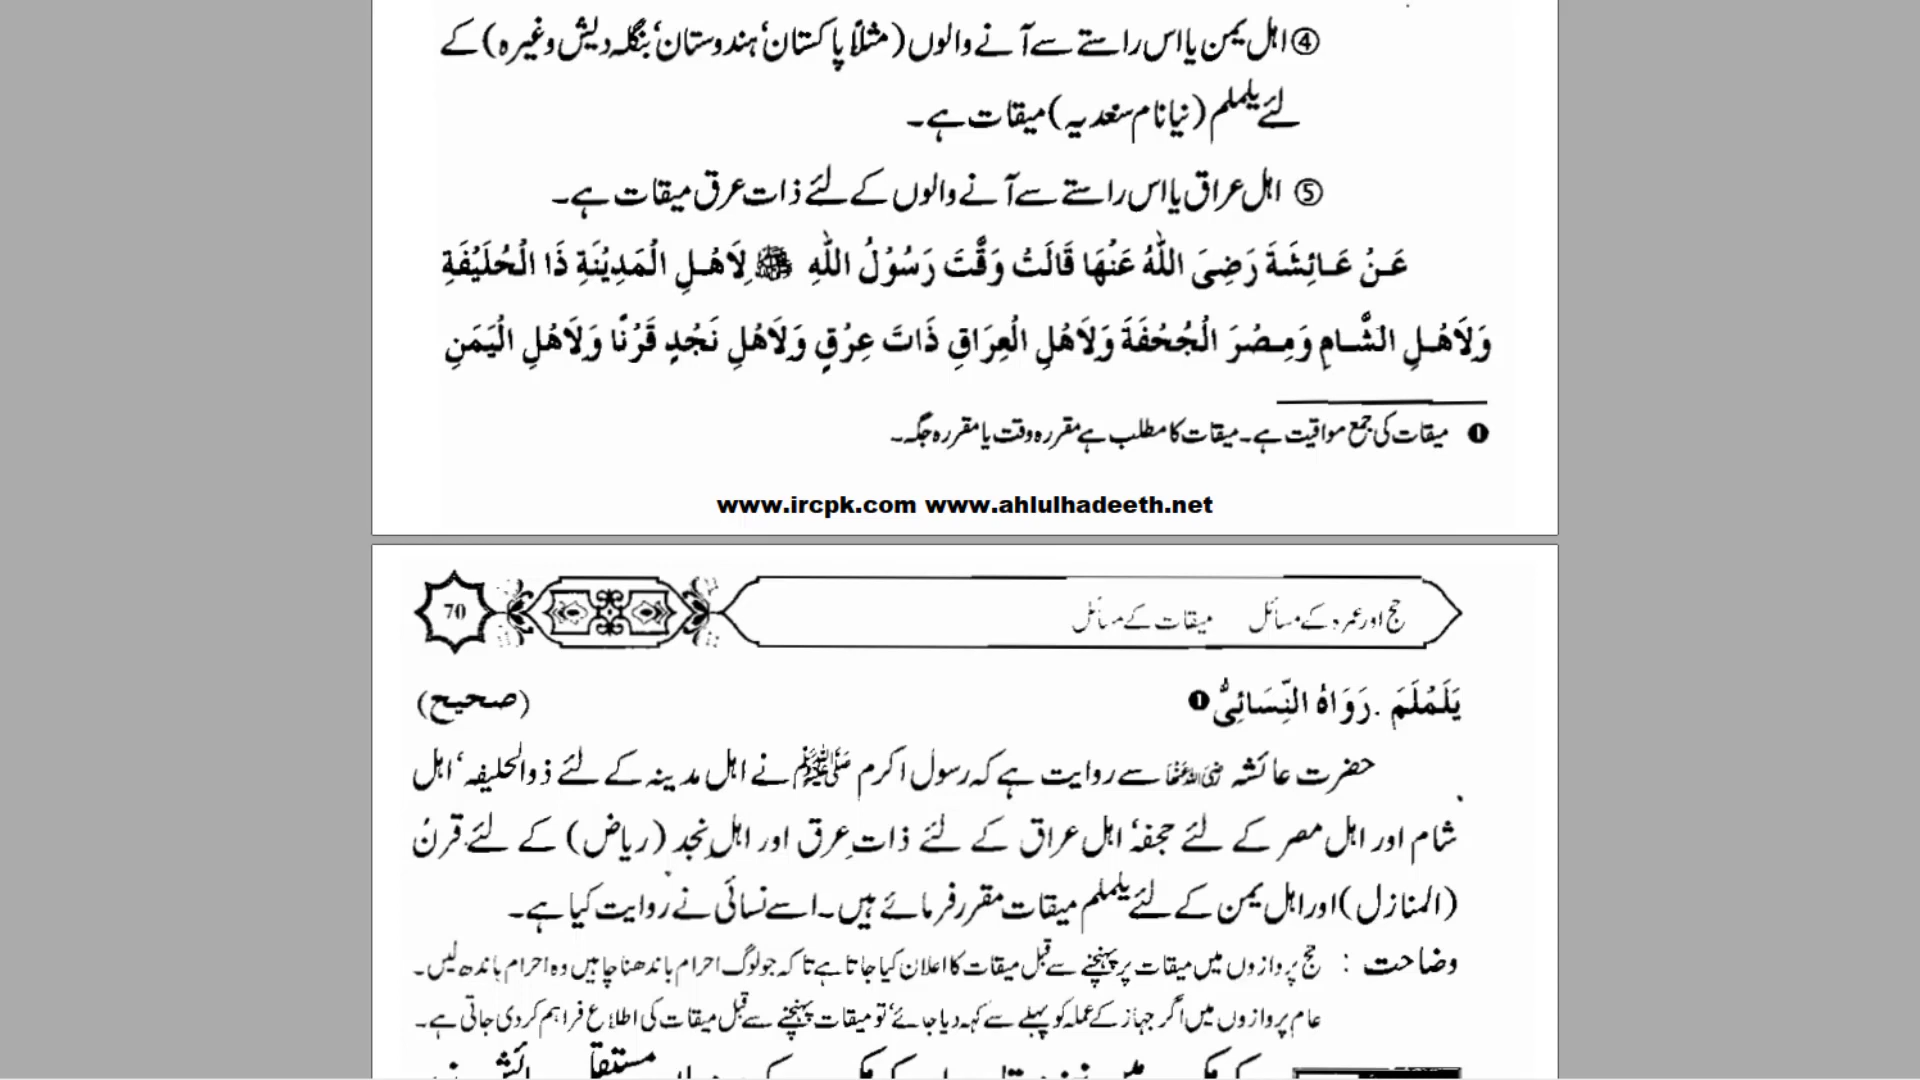 ④ اہل یمن یا اس راستے سے آنے والوں (مثلاً پاکستان‘ ہندوستان‘ بنگلہ دیش وغیرہ) کے
لئے یلملم (نیا نام سعدیہ) میقات ہے۔
⑤ اہل عراق یا اس راستے سے آنے والوں کے لئے ذات عرق میقات ہے۔
عَنْ عَائِشَةَ رَضِیَ اللّٰهُ عَنْهَا قَالَتْ وَقَّتَ رَسُوْلُ اللّٰهِ ﷺ لِاَهْلِ الْمَدِیْنَةِ ذَا الْحُلَیْفَةِ
وَلِاَهْلِ الشَّامِ وَمِصْرَ الْجُحْفَةَ وَلِاَهْلِ الْعِرَاقِ ذَاتَ عِرْقٍ وَلِاَهْلِ نَجْدٍ قَرْنًا وَلِاَهْلِ الْیَمَنِ
❶ میقات کی جمع مواقیت ہے۔ میقات کا مطلب ہے مقررہ وقت یا مقررہ جگہ۔
www.ircpk.com www.ahlulhadeeth.net
حج اور عمرہ کے مسائل میقات کے مسائل 70
یَلَمْلَمَ . رَوَاهُ النِّسَائِیُّ ❶ (صحیح)
حضرت عائشہ رضی اللہ عنہا سے روایت ہے کہ رسول اکرم ﷺ نے اہل مدینہ کے لئے ذوالحلیفہ‘ اہل
شام اور اہل مصر کے لئے جحفہ‘ اہل عراق کے لئے ذات عرق اور اہل نجد (ریاض) کے لئے قرن
(المنازل) اور اہل یمن کے لئے یلملم میقات مقرر فرمائے ہیں۔ اسے نسائی نے روایت کیا ہے۔
وضاحت : حج پروازوں میں میقات پر پہنچنے سے قبل میقات کا اعلان کیا جاتا ہے تا کہ جو لوگ احرام باندھنا چاہیں وہ احرام باندھ لیں۔
عام پروازوں میں اگر جہاز کے عملہ کو پہلے سے کہہ دیا جائے‘ تو میقات پہنچنے سے قبل میقات کی اطلاع فراہم کر دی جاتی ہے۔